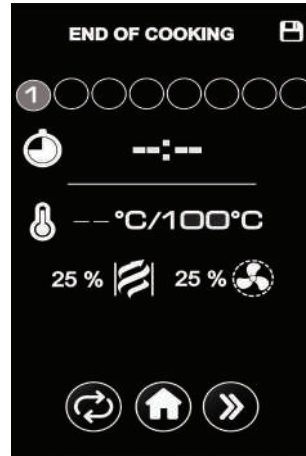 END OF COOKING
1
--:--
--°C/100°C
25 % 25 %